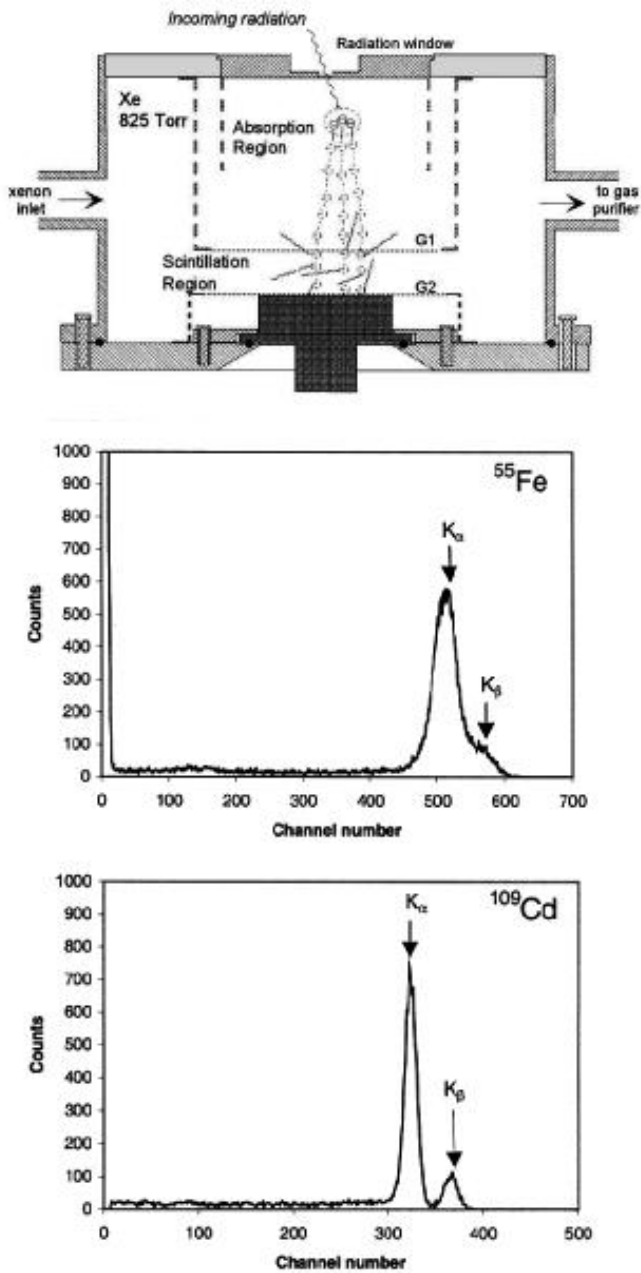 Incoming radiation
Radiation window
Xe
825 Torr
Absorption
Region
xenon
inlet
to gas
purifier
G1
Scintillation
Region
G2
1000
900
800
700
600
500
400
300
200
100
0
Counts
⁵⁵Fe
Kα
Kβ
0 100 200 300 400 500 600 700
Channel number
1000
900
800
700
600
500
400
300
200
100
0
Counts
¹⁰⁹Cd
Kα
Kβ
0 100 200 300 400 500
Channel number